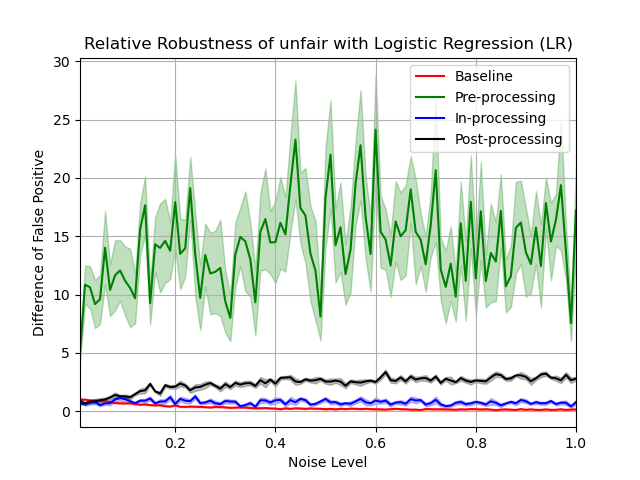 Relative Robustness of unfair with Logistic Regression (LR)
30
25
20
15
10
5
0
Difference of False Positive
Baseline
Pre-processing
In-processing
Post-processing
0.2
0.4
0.6
0.8
1.0
Noise Level